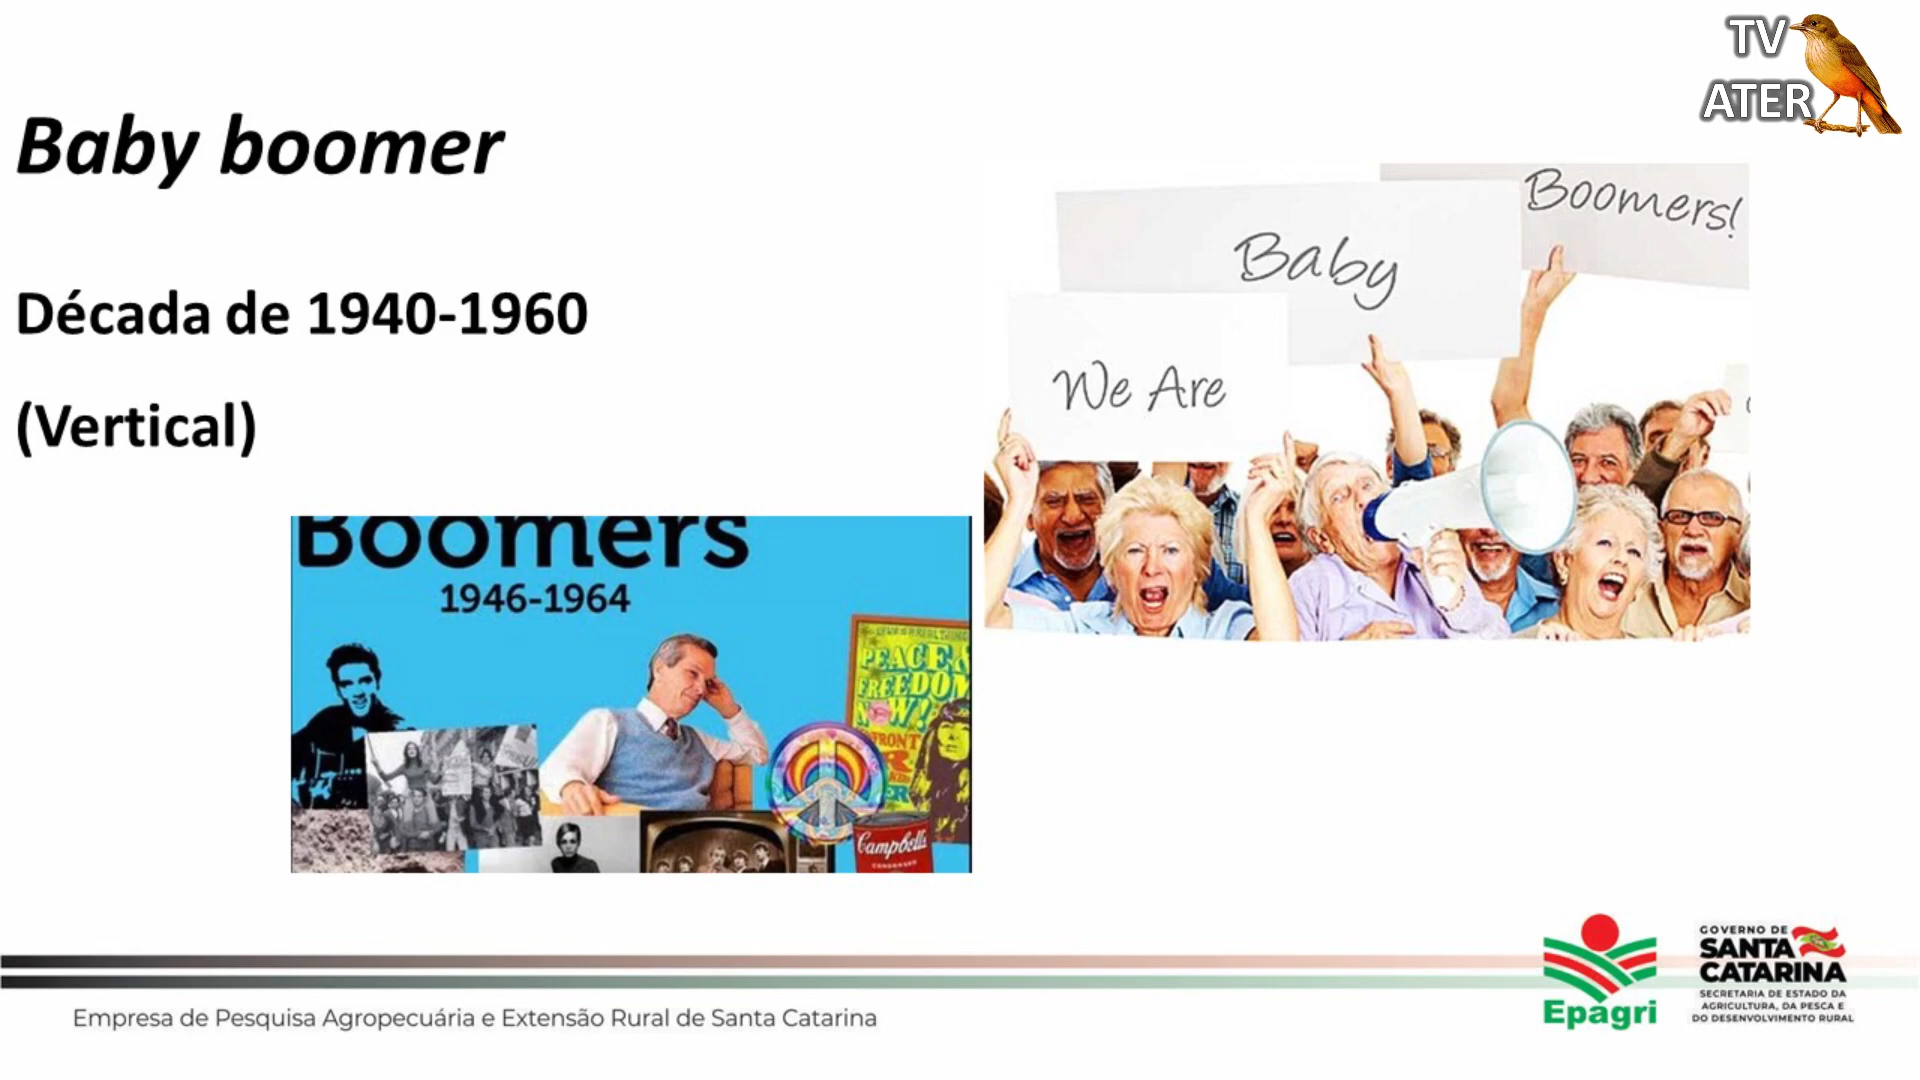 TV
ATER
Baby boomer
Década de 1940-1960
(Vertical)
Boomers!
Baby
We Are
Boomers
1946-1964
PEACE &
FREEDOM
NOW!
FRONT
Campbell's
CONDENSED
Epagri
GOVERNO DE
SANTA
CATARINA
SECRETARIA DE ESTADO DA
AGRICULTURA, DA PESCA E
DO DESENVOLVIMENTO RURAL
Empresa de Pesquisa Agropecuária e Extensão Rural de Santa Catarina